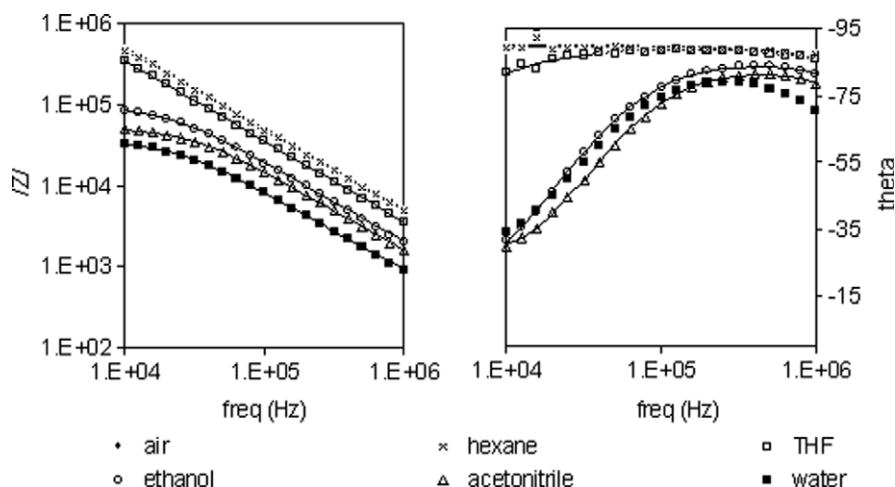 1.E+06
1.E+05
1.E+04
1.E+03
1.E+02
/Z/
1.E+04 1.E+05 1.E+06
freq (Hz)
-95
-75
-55
-35
-15
theta
1.E+04 1.E+05 1.E+06
freq (Hz)
air hexane THF
ethanol acetonitrile water